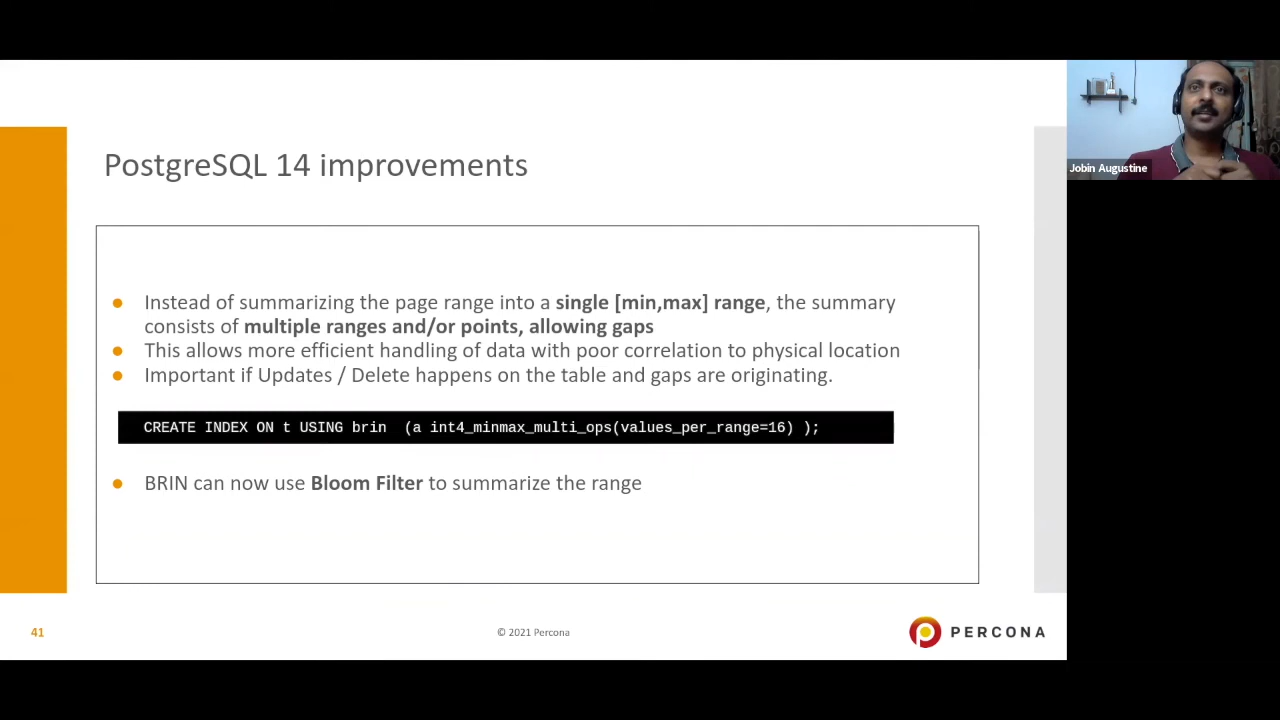 PostgreSQL 14 improvements
Jobin Augustine
● Instead of summarizing the page range into a single [min,max] range, the summary
consists of multiple ranges and/or points, allowing gaps
● This allows more efficient handling of data with poor correlation to physical location
● Important if Updates / Delete happens on the table and gaps are originating.
CREATE INDEX ON t USING brin  (a int4_minmax_multi_ops(values_per_range=16) );
● BRIN can now use Bloom Filter to summarize the range
41
© 2021 Percona
PERCONA